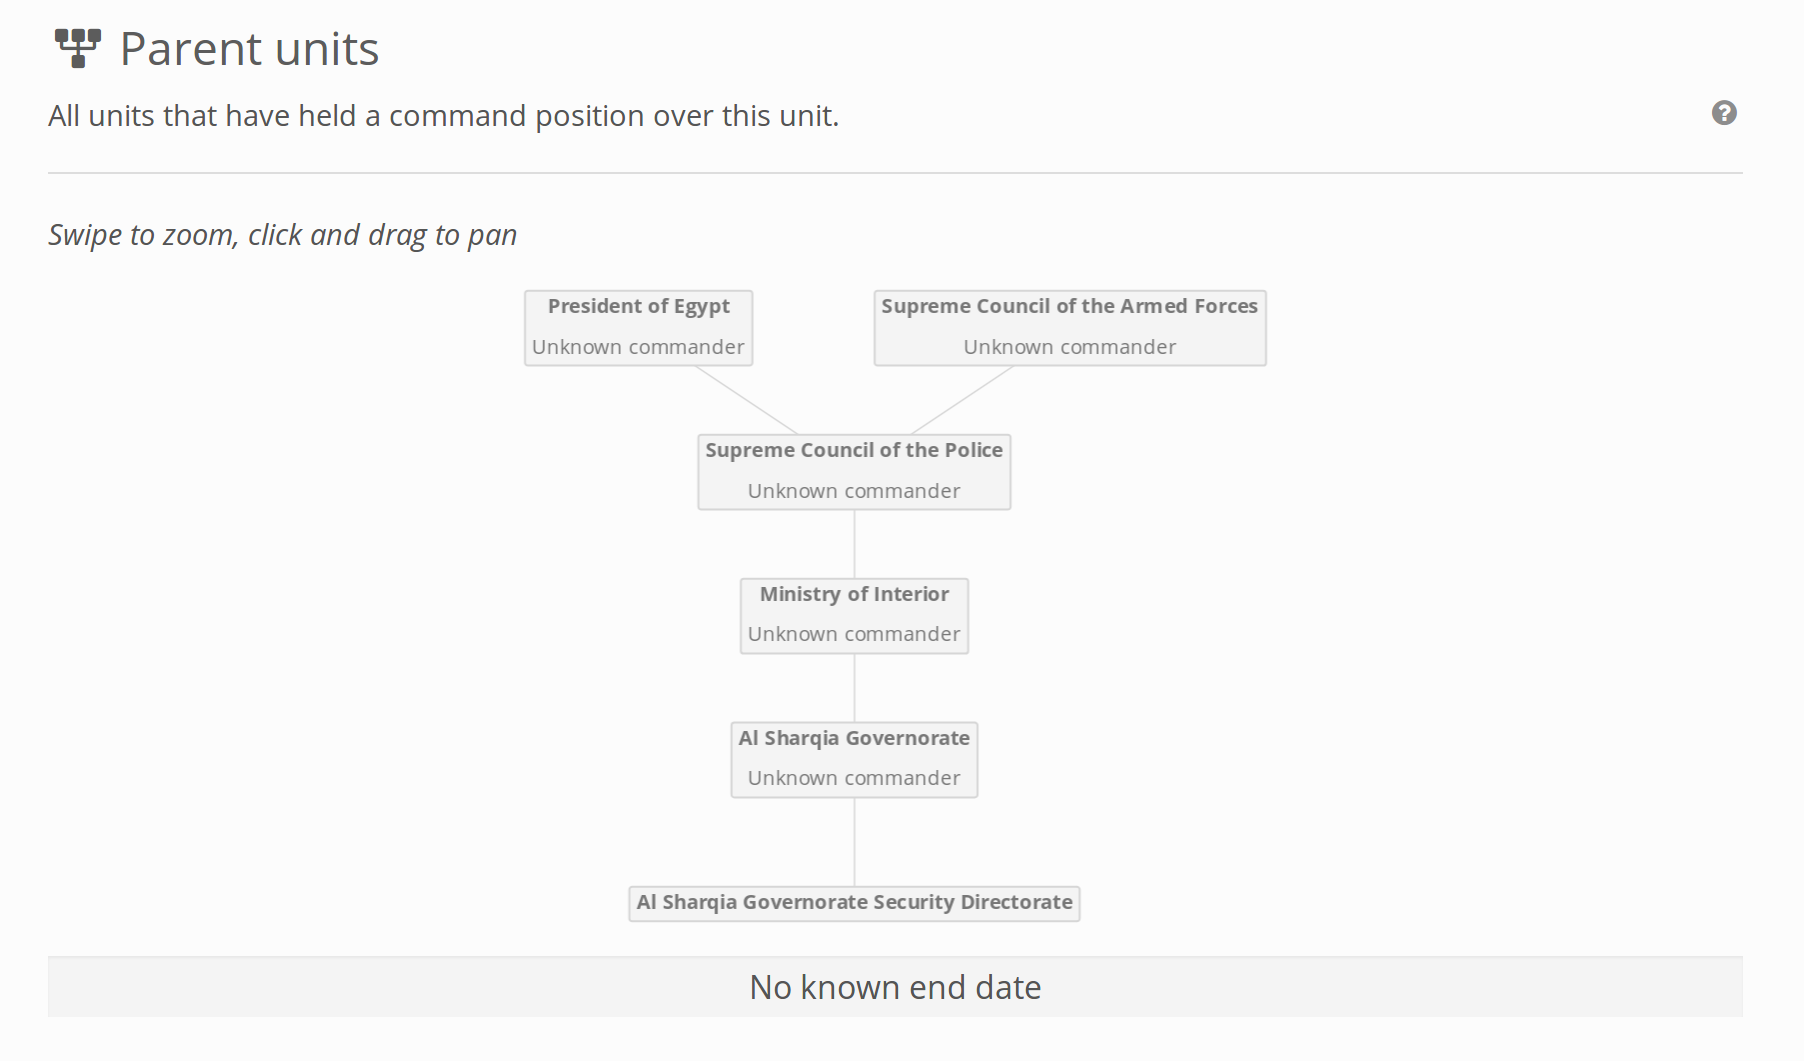 Parent units
All units that have held a command position over this unit.
?
Swipe to zoom, click and drag to pan
President of Egypt
Unknown commander
Supreme Council of the Armed Forces
Unknown commander
Supreme Council of the Police
Unknown commander
Ministry of Interior
Unknown commander
Al Sharqia Governorate
Unknown commander
Al Sharqia Governorate Security Directorate
No known end date